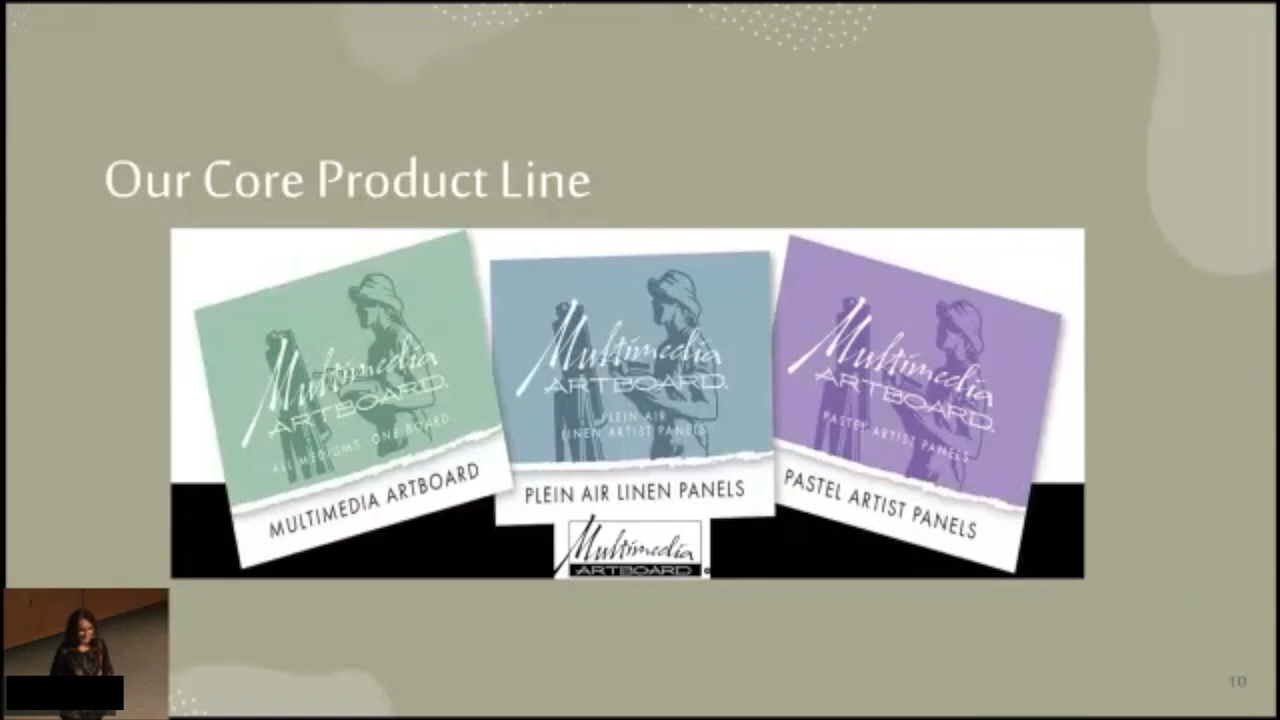 Our Core Product Line
Multimedia
ARTBOARD.
ALL MEDIUMS ONE BOARD
MULTIMEDIA ARTBOARD
Multimedia
ARTBOARD.
PLEIN AIR
LINEN ARTIST PANELS
PLEIN AIR LINEN PANELS
Multimedia
ARTBOARD.
PASTEL ARTIST PANELS
PASTEL ARTIST PANELS
Multimedia
ARTBOARD
10